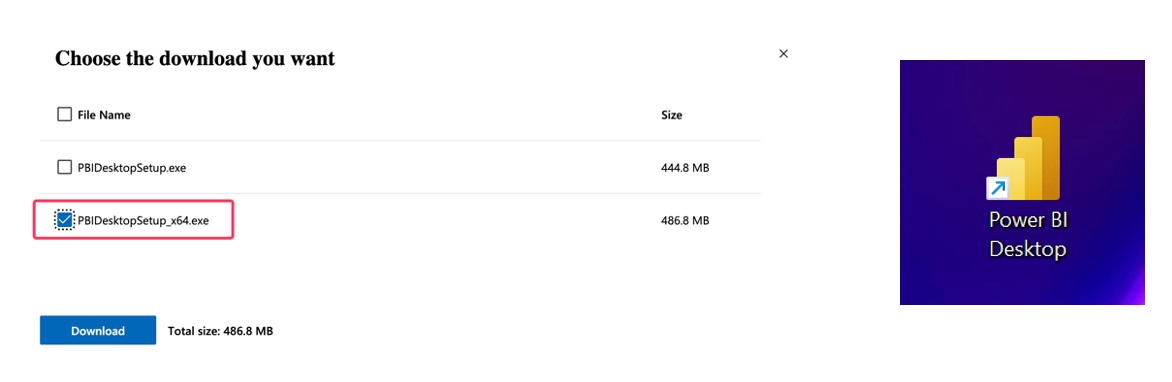 Choose the download you want
File Name Size
PBIDesktopSetup.exe 444.8 MB
PBIDesktopSetup_x64.exe 486.8 MB
Download Total size: 486.8 MB
Power BI
Desktop